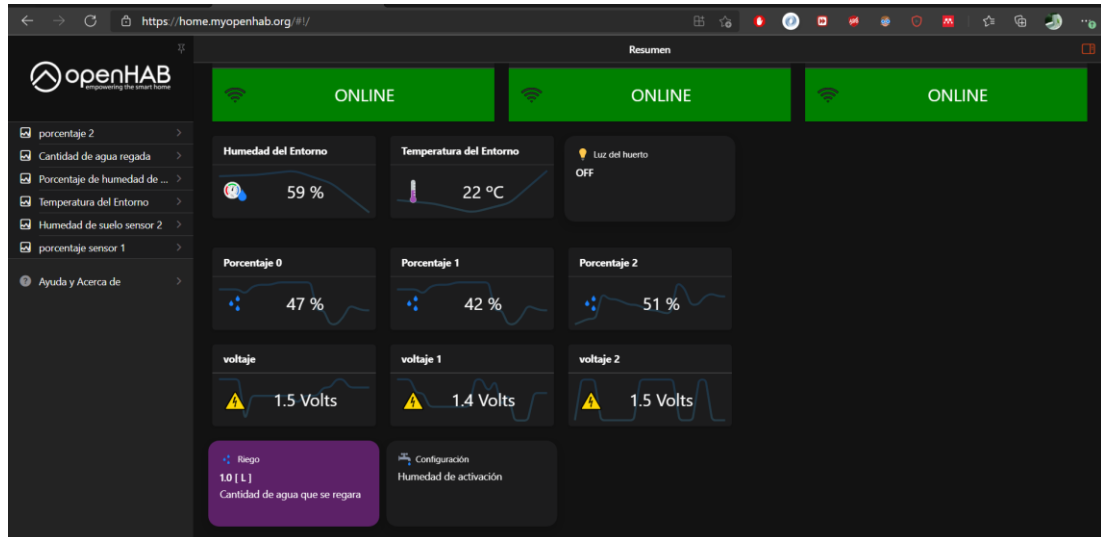 https://home.myopenhab.org/#!/
Resumen
openHAB
empowering the smart home
ONLINE
ONLINE
ONLINE
porcentaje 2
Cantidad de agua regada
Porcentaje de humedad de ...
Temperatura del Entorno
Humedad de suelo sensor 2
porcentaje sensor 1
Ayuda y Acerca de
Humedad del Entorno
59 %
Temperatura del Entorno
22 °C
Luz del huerto
OFF
Porcentaje 0
47 %
Porcentaje 1
42 %
Porcentaje 2
51 %
voltaje
1.5 Volts
voltaje 1
1.4 Volts
voltaje 2
1.5 Volts
Riego
1.0 [ L ]
Cantidad de agua que se regara
Configuración
Humedad de activación